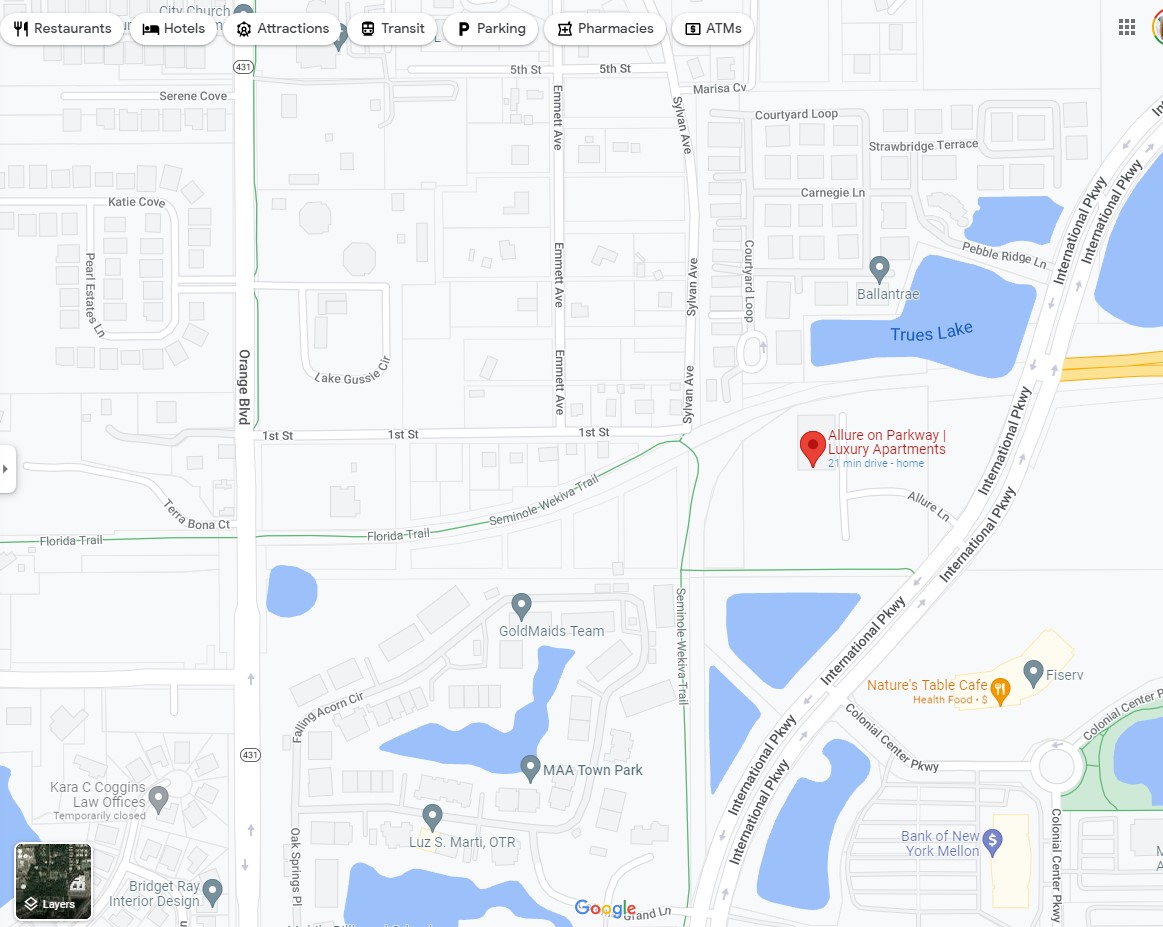 City Church
Restaurants
Hotels
Attractions
Transit
Parking
Pharmacies
ATMs
431
5th St
5th St
Serene Cove
Marisa Cv
Emmett Ave
Sylvan Ave
Courtyard Loop
Strawbridge Terrace
Carnegie Ln
Katie Cove
International Pkwy
International Pkwy
Pearl Estates Ln
Emmett Ave
Sylvan Ave
Courtyard Loop
Pebble Ridge Ln
Ballantrae
Trues Lake
Orange Blvd
Lake Gussie Cir
Emmett Ave
Sylvan Ave
1st St
1st St
1st St
Allure on Parkway |
Luxury Apartments
21 min drive - home
International Pkwy
International Pkwy
Allure Ln
Terra Bona Ct
Seminole-Wekiva-Trail
Florida-Trail
Florida-Trail
Seminole-Wekiva-Trail
GoldMaids Team
International Pkwy
International Pkwy
Nature's Table Cafe
Health Food • $
Fiserv
Falling Acorn Cir
Colonial Center Pkwy
Colonial Center P
431
MAA Town Park
International Pkwy
International Pkwy
Kara C Coggins
Law Offices
Temporarily closed
Luz S. Marti, OTR
Bank of New
York Mellon
Colonial Center Pkwy
Oak Springs Pl
Bridget Ray
Interior Design
Layers
Google
Grand Ln